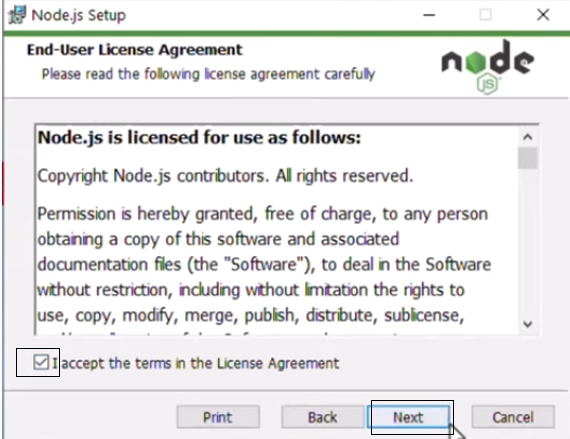 Node.js Setup
End-User License Agreement
Please read the following license agreement carefully
node
JS
Node.js is licensed for use as follows:
Copyright Node.js contributors. All rights reserved.
Permission is hereby granted, free of charge, to any person
obtaining a copy of this software and associated
documentation files (the "Software"), to deal in the Software
without restriction, including without limitation the rights to
use, copy, modify, merge, publish, distribute, sublicense,
I accept the terms in the License Agreement
Print Back Next Cancel